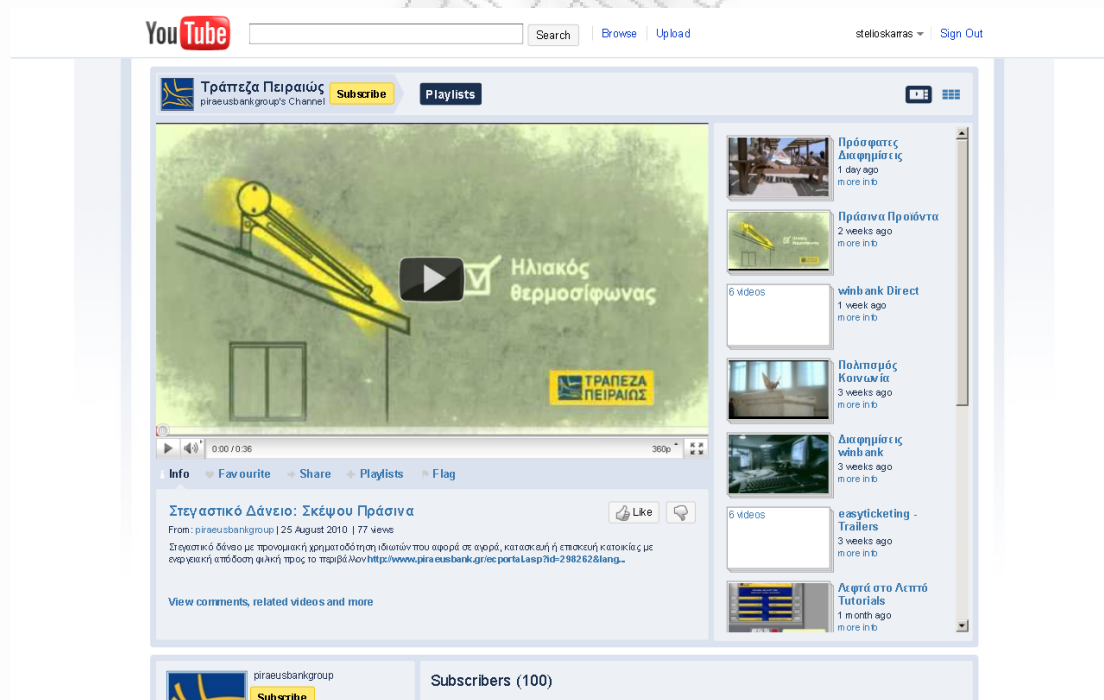 You Tube
Search
Browse
Upload
stelioskarras
Sign Out
Τράπεζα Πειραιώς
piraeusbankgroup's Channel
Subscribe
Playlists
Ηλιακός
θερμοσίφωνας
ΤΡΑΠΕΖΑ
ΠΕΙΡΑΙΩΣ
0:00 / 0:36
360p
Info
Favourite
Share
Playlists
Flag
Στεγαστικό Δάνειο: Σκέψου Πράσινα
Like
From: piraeusbankgroup | 25 August 2010 | 77 views
Στεγαστικό δάνειο με προνομιακή χρηματοδότηση ιδιωτών που αφορά σε αγορά, κατασκευή ή επισκευή κατοικίας με
ενεργειακή απόδοση φιλική προς το περιβάλλον http://www.piraeusbank.gr/ecportal.asp?id=298262&lang...
View comments, related videos and more
Πρόσφατες
Διαφημίσεις
1 day ago
more info
Πράσινα Προϊόντα
2 weeks ago
more info
6 videos
winbank Direct
1 week ago
more info
Πολιτισμός
Κοινωνία
3 weeks ago
more info
Διαφημίσεις
winbank
3 weeks ago
more info
6 videos
easyticketing -
Trailers
3 weeks ago
more info
Λεφτά στο Λεπτό
Tutorials
1 month ago
more info
piraeusbankgroup
Subscribe
Subscribers (100)